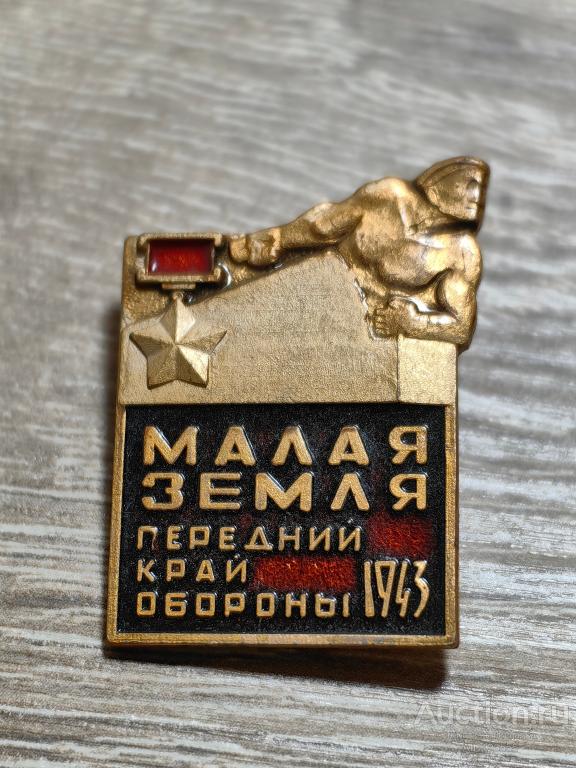 МАЛАЯ
ЗЕМЛЯ
ПЕРЕДНИЙ
КРАЙ
ОБОРОНЫ 1943
Auction.ru